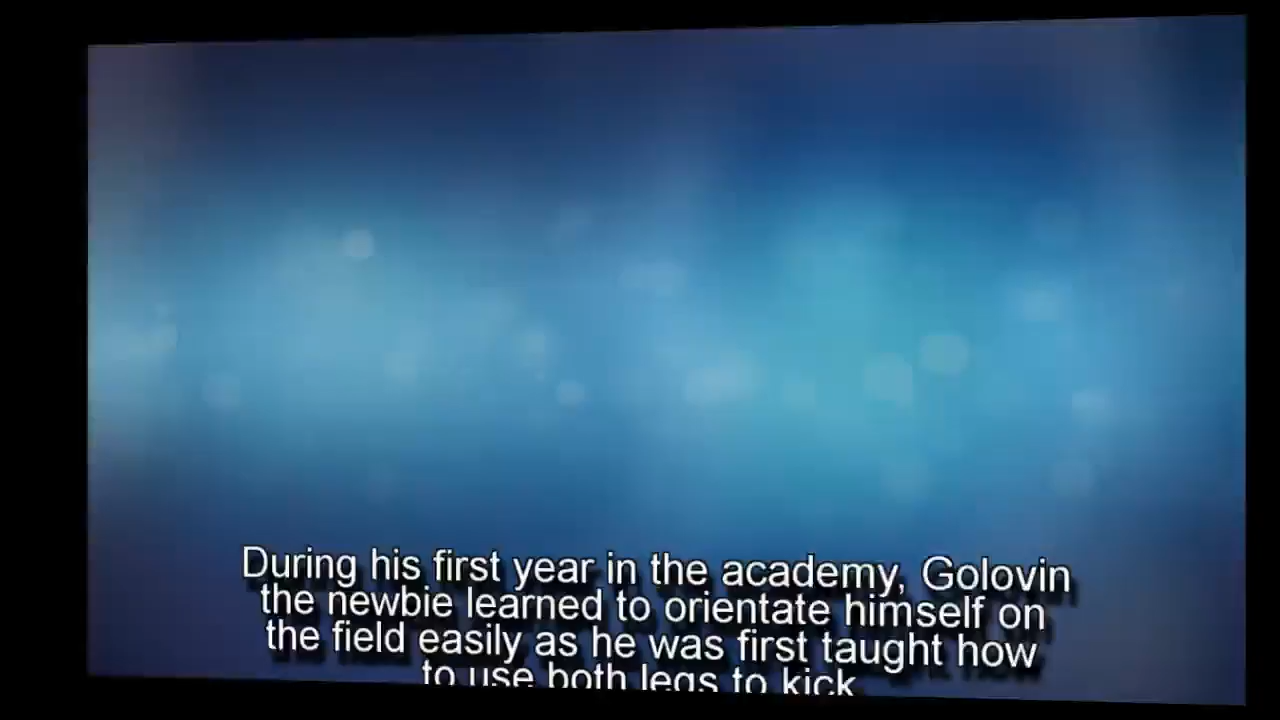 During his first year in the academy, Golovin
the newbie learned to orientate himself on
the field easily as he was first taught how
to use both legs to kick